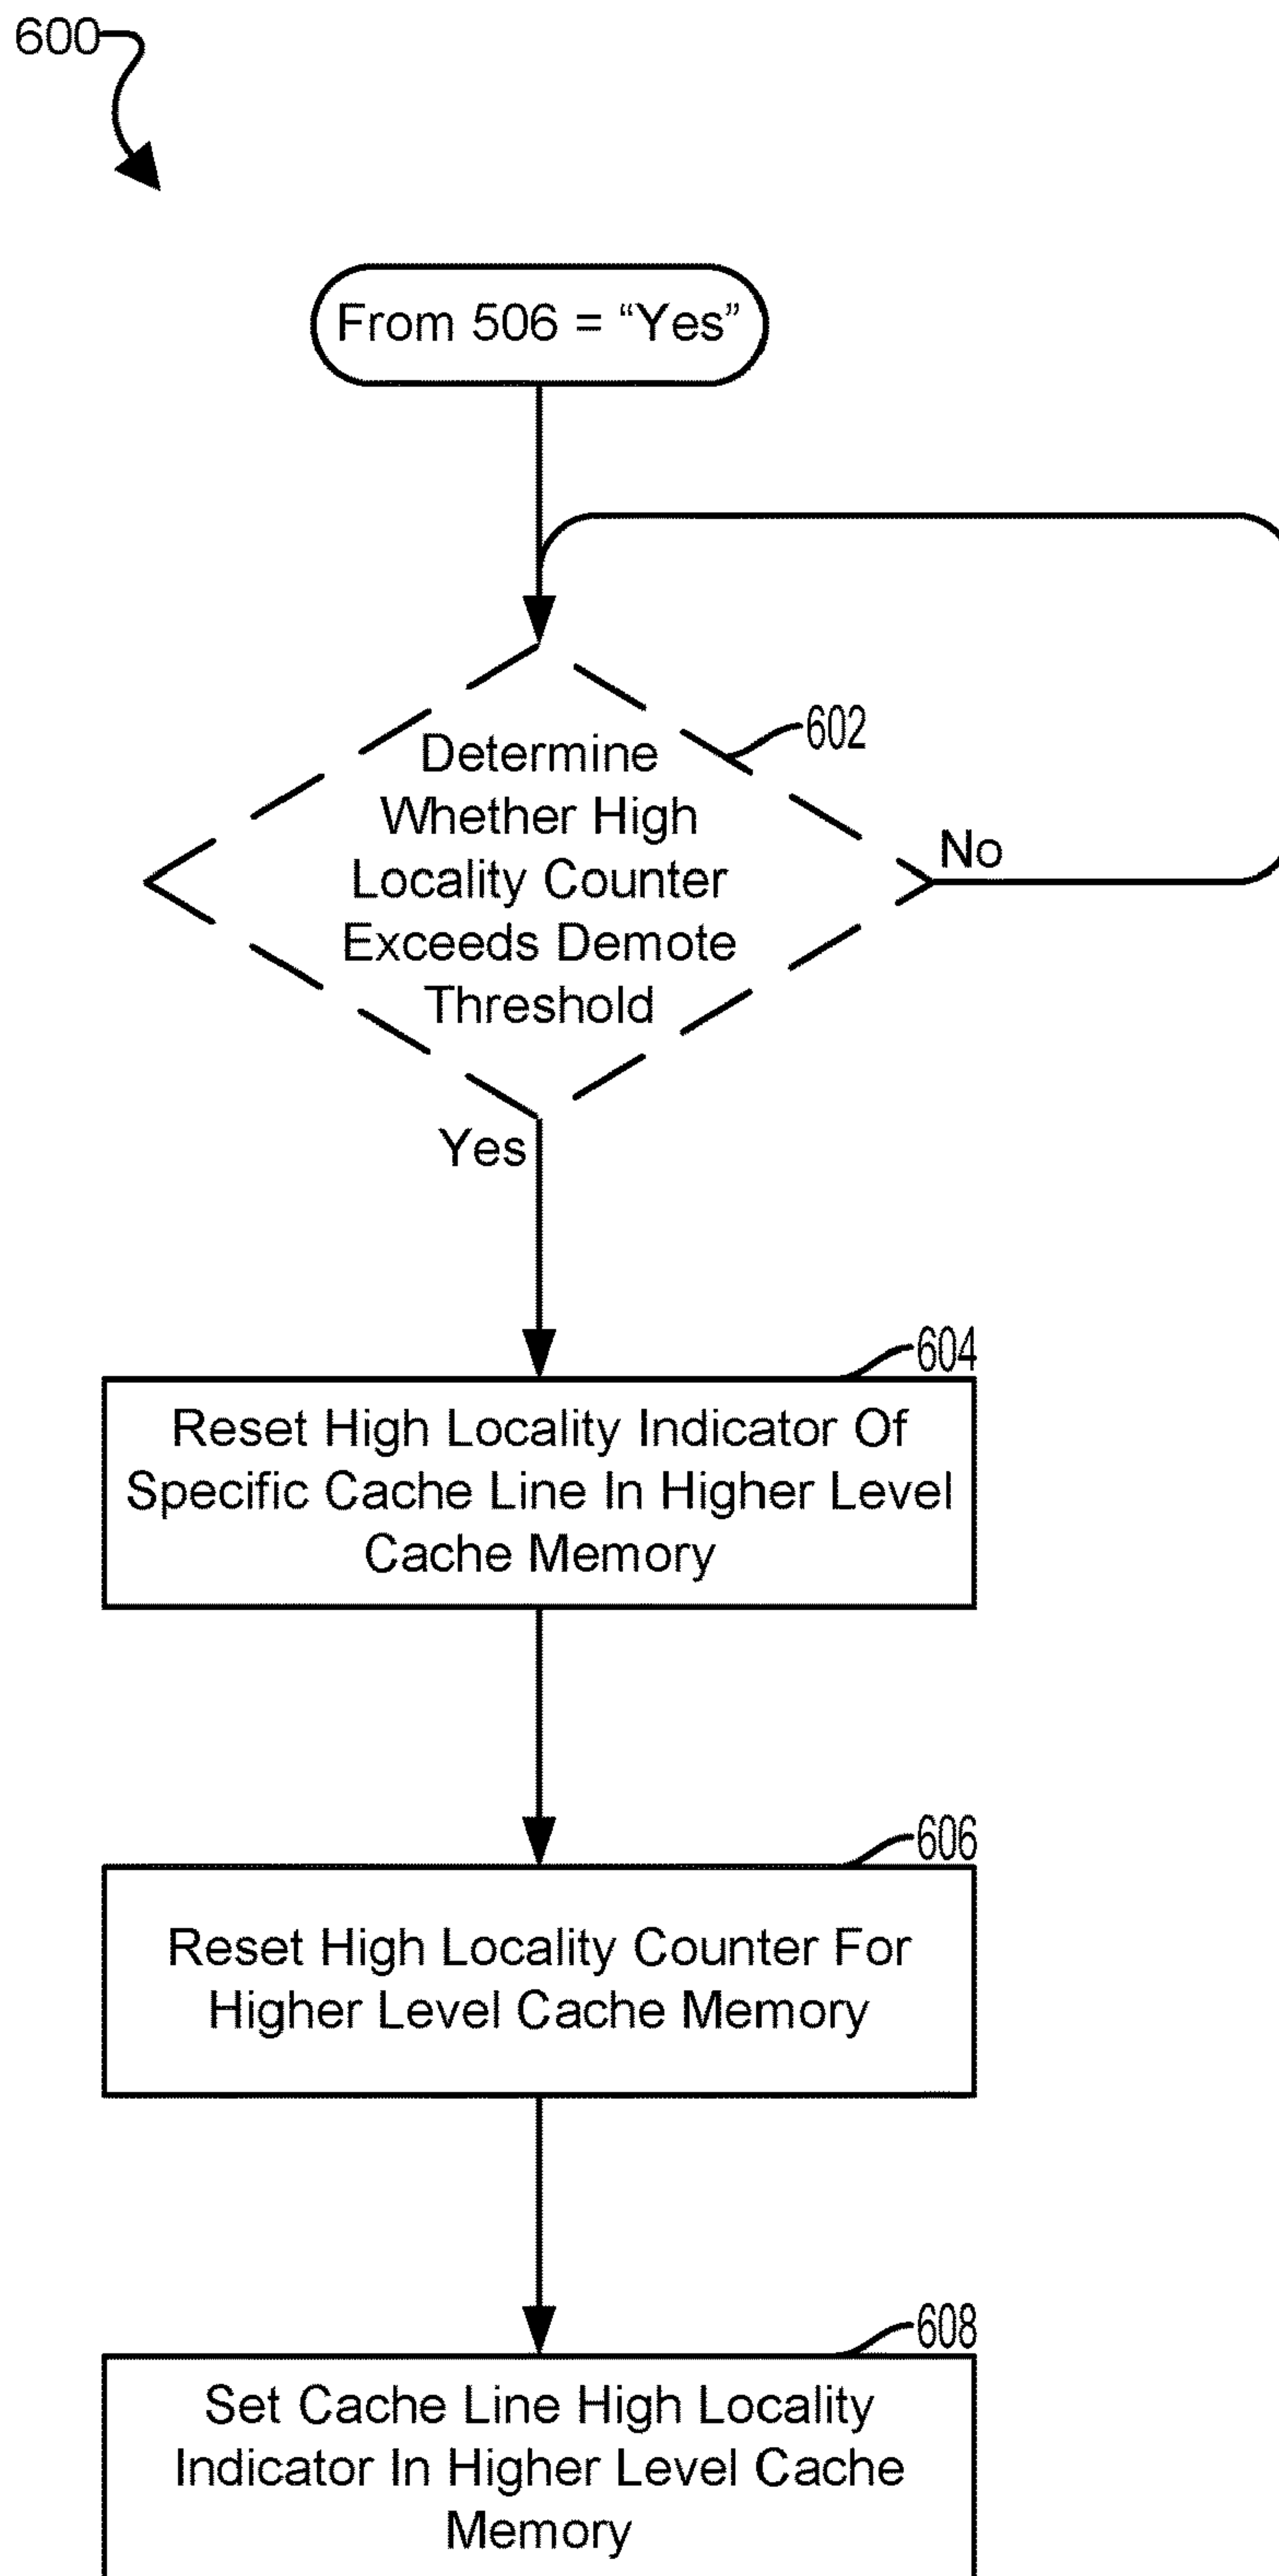 600
From 506 = “Yes”
602
Determine
Whether High
Locality Counter
Exceeds Demote
Threshold
No
Yes
604
Reset High Locality Indicator Of
Specific Cache Line In Higher Level
Cache Memory
606
Reset High Locality Counter For
Higher Level Cache Memory
608
Set Cache Line High Locality
Indicator In Higher Level Cache
Memory